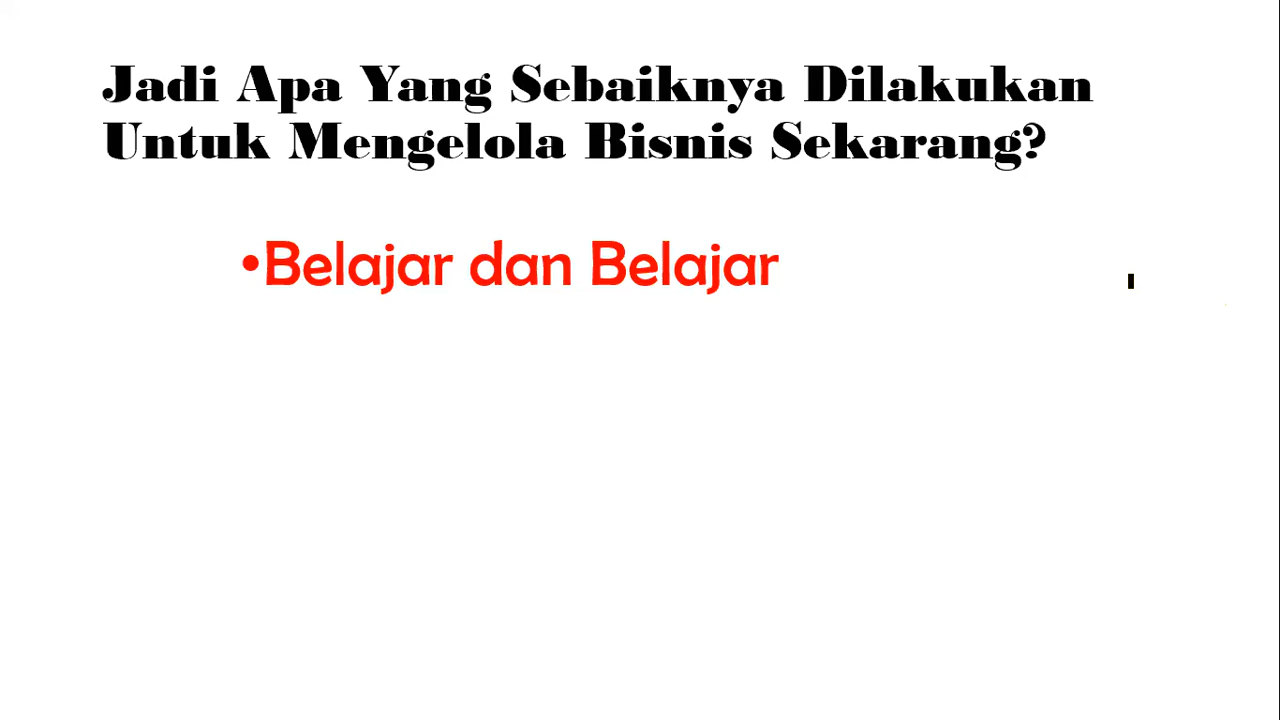 Jadi Apa Yang Sebaiknya Dilakukan
Untuk Mengelola Bisnis Sekarang?
•Belajar dan Belajar